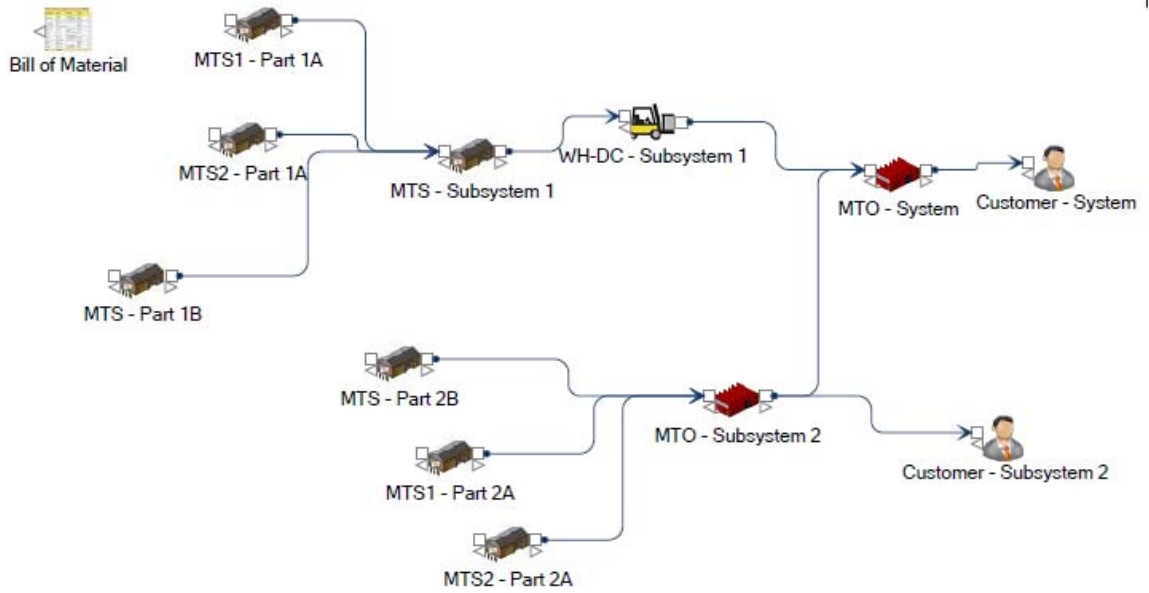 Bill of Material
MTS1 - Part 1A
MTS2 - Part 1A
MTS - Subsystem 1
WH-DC - Subsystem 1
MTO - System
Customer - System
MTS - Part 1B
MTS - Part 2B
MTO - Subsystem 2
Customer - Subsystem 2
MTS1 - Part 2A
MTS2 - Part 2A